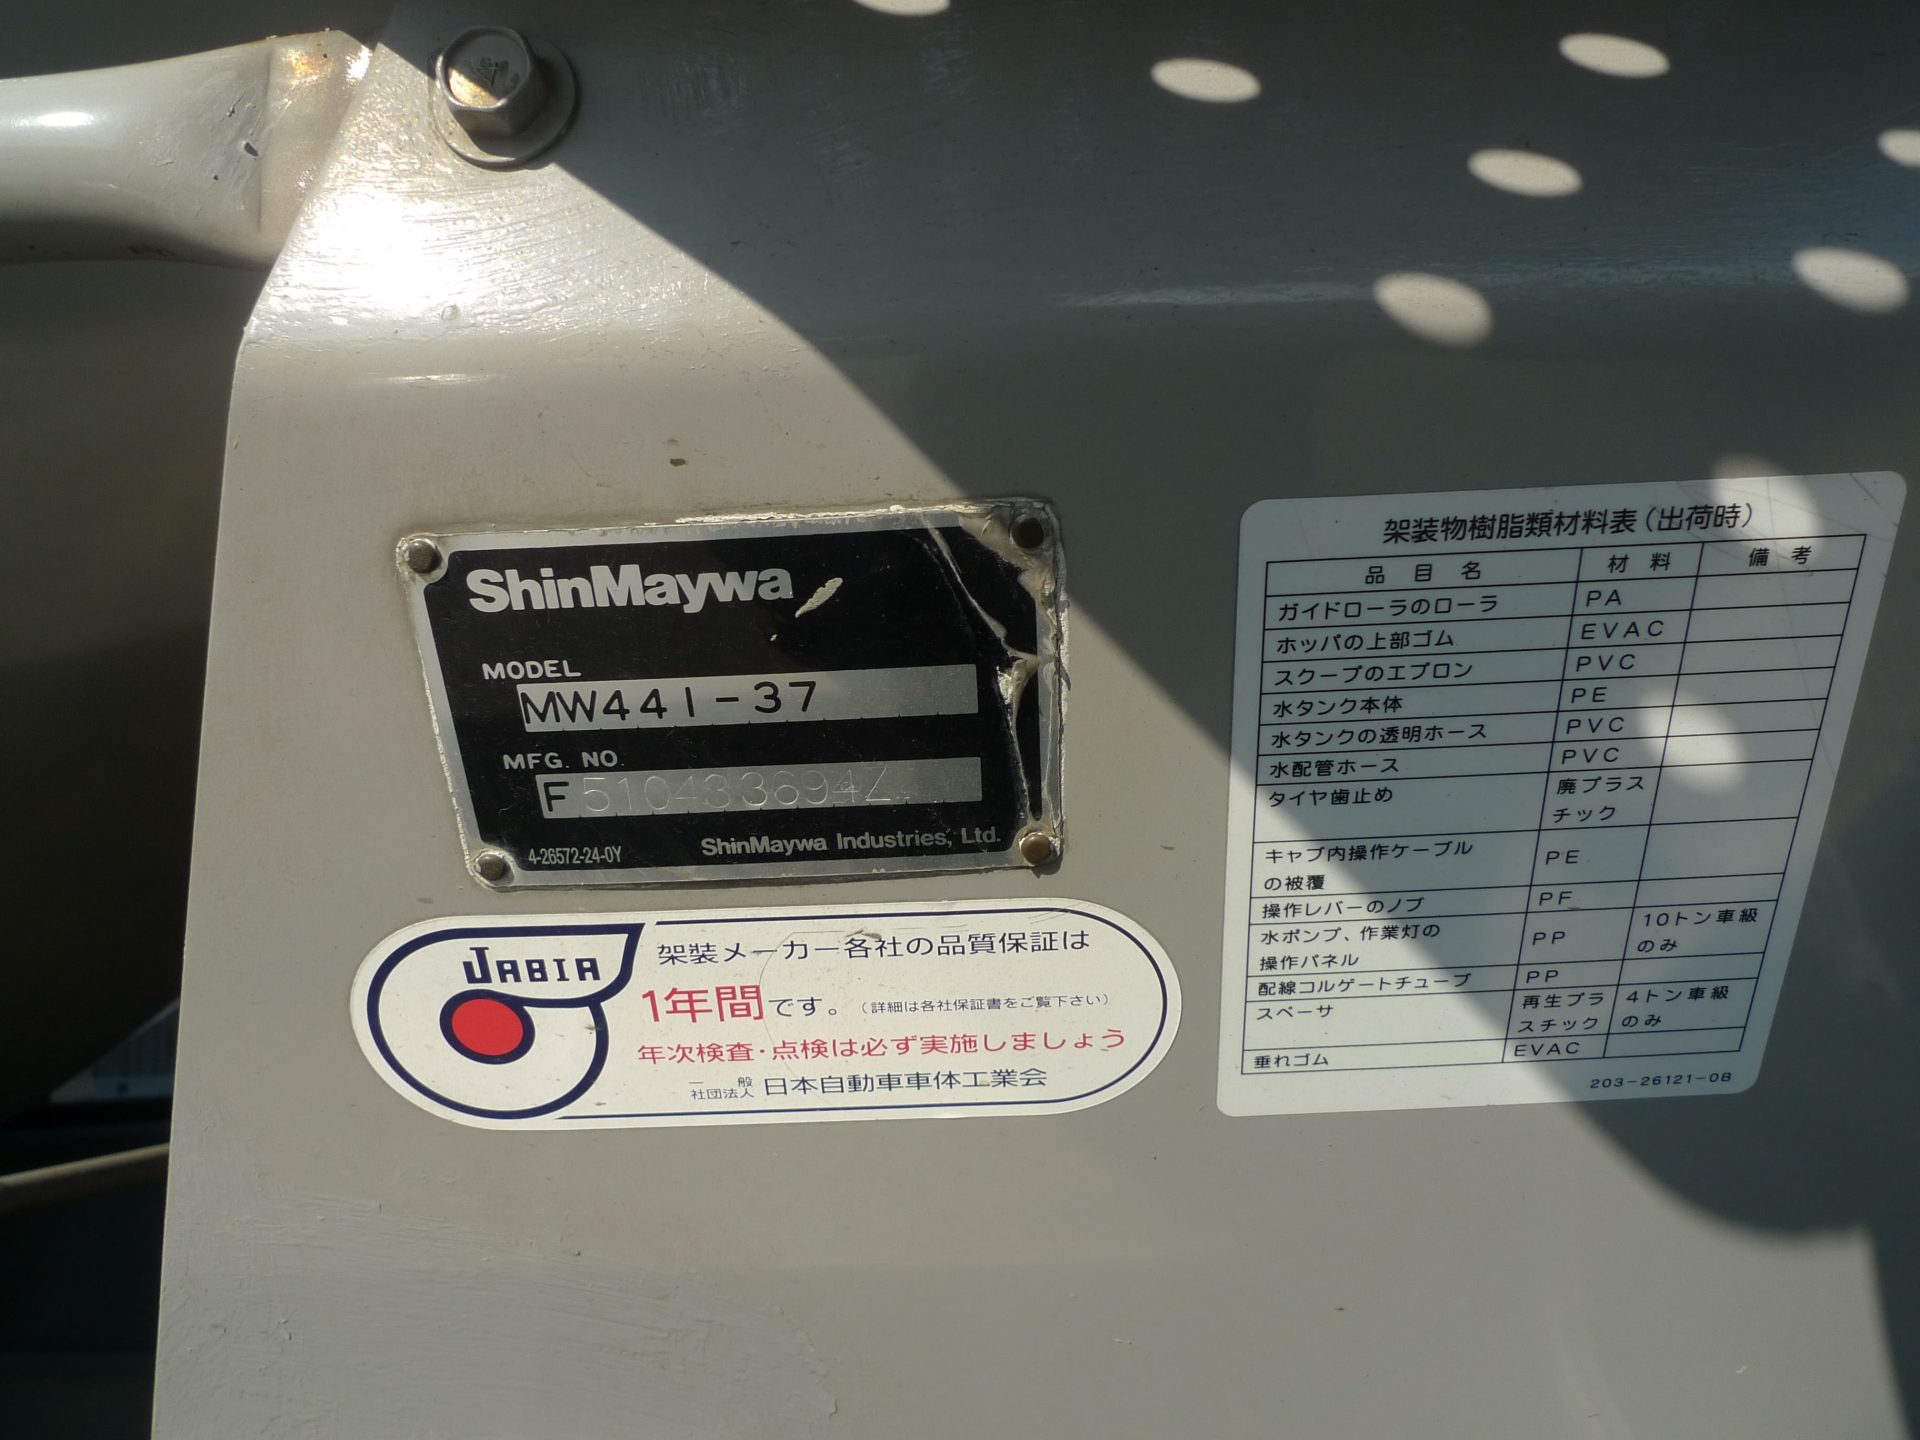 ShinMaywa
MODEL
MW441-37
MFG. NO.
F510433694Z
4-26572-24-0Y ShinMaywa Industries, Ltd.
JABIA
架装メーカー各社の品質保証は
1年間です。(詳細は各社保証書をご覧下さい)
年次検査・点検は必ず実施しましょう
一般社団法人 日本自動車車体工業会
架装物樹脂類材料表(出荷時)
品目名 材料 備考
ガイドローラのローラ PA
ホッパの上部ゴム EVAC
スクープのエプロン PVC
水タンク本体 PE
水タンクの透明ホース PVC
水配管ホース PVC
タイヤ歯止め 廃プラス
チック
キャブ内操作ケーブル PE
の被覆
操作レバーのノブ PF
水ポンプ、作業灯の PP 10トン車級
操作パネル のみ
配線コルゲートチューブ PP
スペーサ 再生プラ 4トン車級
スチック のみ
垂れゴム EVAC
203-26121-0B